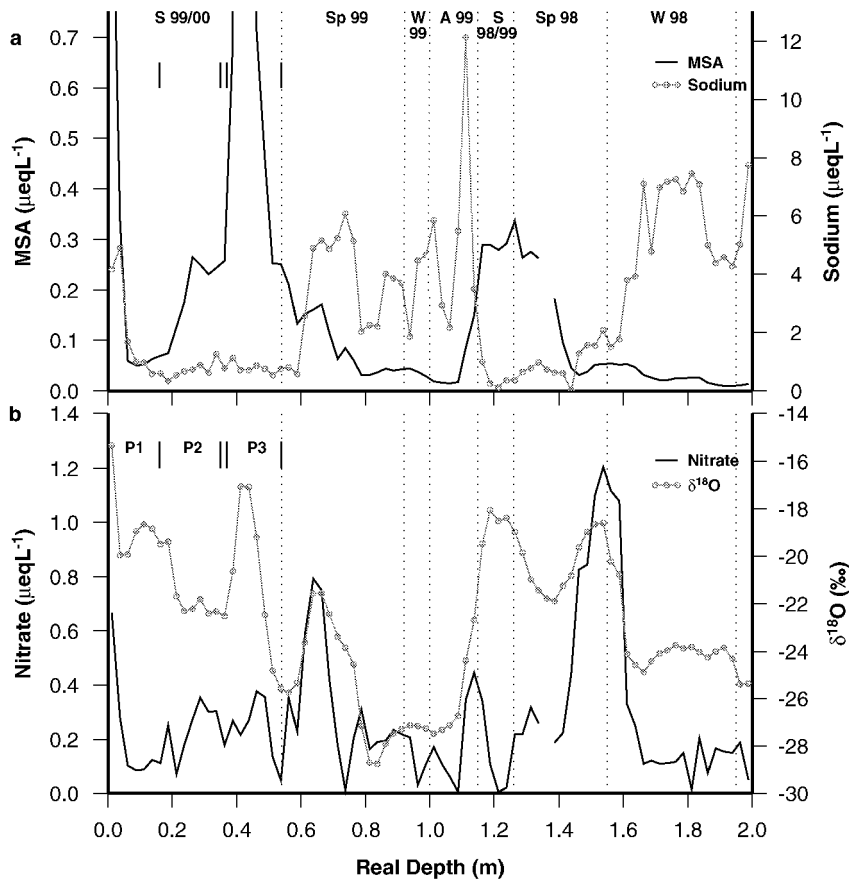 S 99/00 Sp 99 W 99 A 99 S 98/99 Sp 98 W 98
a
0.7
0.6
0.5
0.4
0.3
0.2
0.1
0.0
MSA (µeqL⁻¹)
MSA
Sodium
12
10
8
6
4
2
0
Sodium (µeqL⁻¹)
b
1.4
1.2
1.0
0.8
0.6
0.4
0.2
0.0
Nitrate (µeqL⁻¹)
P1 P2 P3
Nitrate
δ¹⁸O
-14
-16
-18
-20
-22
-24
-26
-28
-30
δ¹⁸O (‰)
0.0 0.2 0.4 0.6 0.8 1.0 1.2 1.4 1.6 1.8 2.0
Real Depth (m)